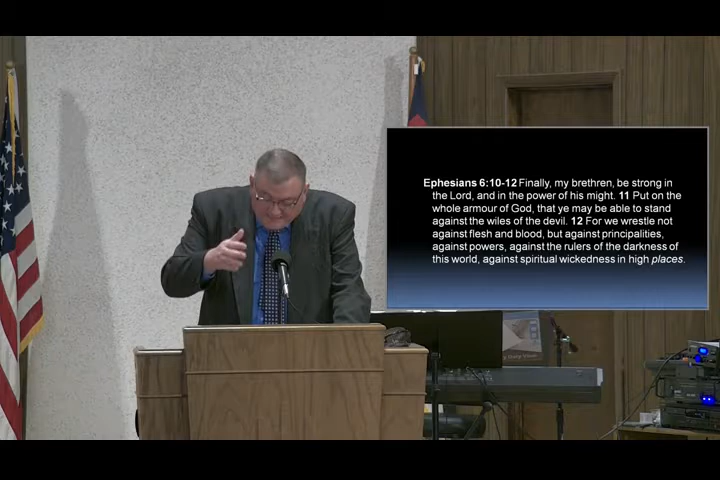 Ephesians 6:10-12 Finally, my brethren, be strong in
the Lord, and in the power of his might. 11 Put on the
whole armour of God, that ye may be able to stand
against the wiles of the devil. 12 For we wrestle not
against flesh and blood, but against principalities,
against powers, against the rulers of the darkness of
this world, against spiritual wickedness in high places.